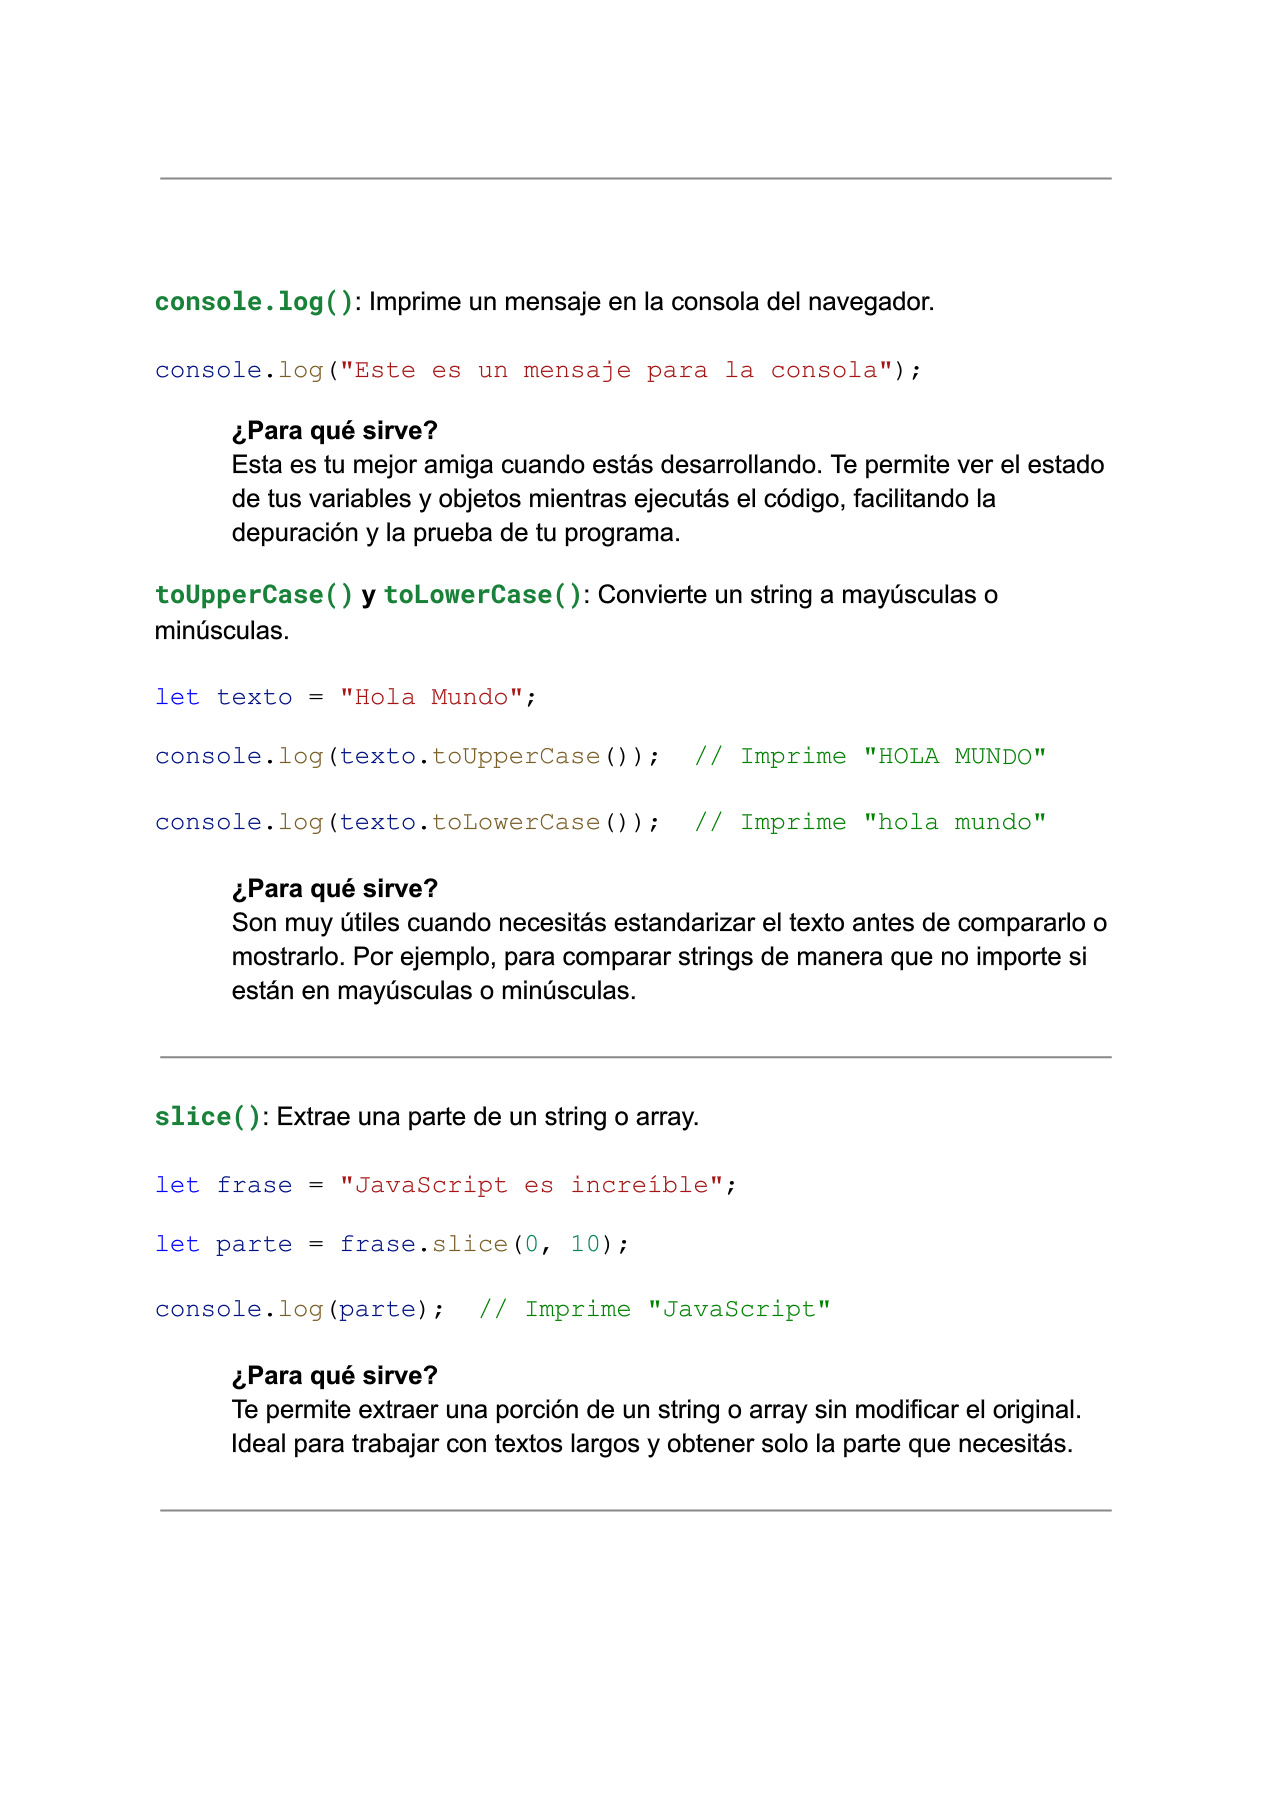 console.log(): Imprime un mensaje en la consola del navegador.
console.log("Este es un mensaje para la consola");
¿Para qué sirve?
Esta es tu mejor amiga cuando estás desarrollando. Te permite ver el estado
de tus variables y objetos mientras ejecutás el código, facilitando la
depuración y la prueba de tu programa.
toUpperCase() y toLowerCase(): Convierte un string a mayúsculas o
minúsculas.
let texto = "Hola Mundo";
console.log(texto.toUpperCase());  // Imprime "HOLA MUNDO"
console.log(texto.toLowerCase());  // Imprime "hola mundo"
¿Para qué sirve?
Son muy útiles cuando necesitás estandarizar el texto antes de compararlo o
mostrarlo. Por ejemplo, para comparar strings de manera que no importe si
están en mayúsculas o minúsculas.
slice(): Extrae una parte de un string o array.
let frase = "JavaScript es increíble";
let parte = frase.slice(0, 10);
console.log(parte);  // Imprime "JavaScript"
¿Para qué sirve?
Te permite extraer una porción de un string o array sin modificar el original.
Ideal para trabajar con textos largos y obtener solo la parte que necesitás.